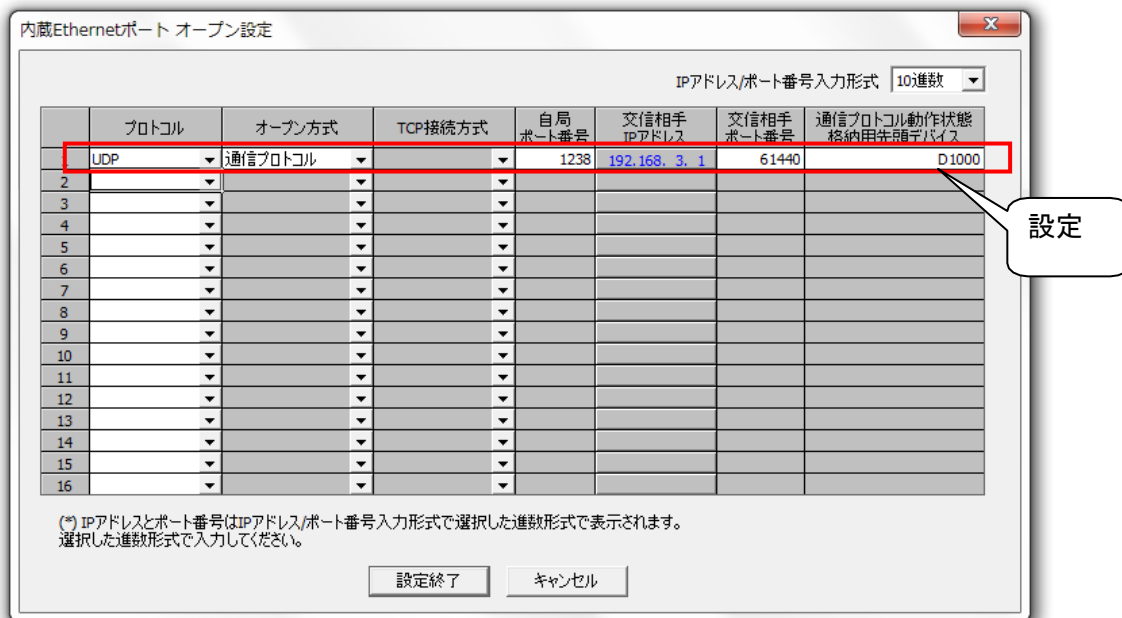 内蔵Ethernetポート オープン設定
IPアドレス/ポート番号入力形式 10進数
プロトコル オープン方式 TCP接続方式 自局ポート番号 交信相手IPアドレス 交信相手ポート番号 通信プロトコル動作状態格納用先頭デバイス
1 UDP 通信プロトコル 1238 192.168. 3. 1 61440 D1000
2
設定
3
4
5
6
7
8
9
10
11
12
13
14
15
16
(*) IPアドレスとポート番号はIPアドレス/ポート番号入力形式で選択した進数形式で表示されます。
選択した進数形式で入力してください。
設定終了 キャンセル